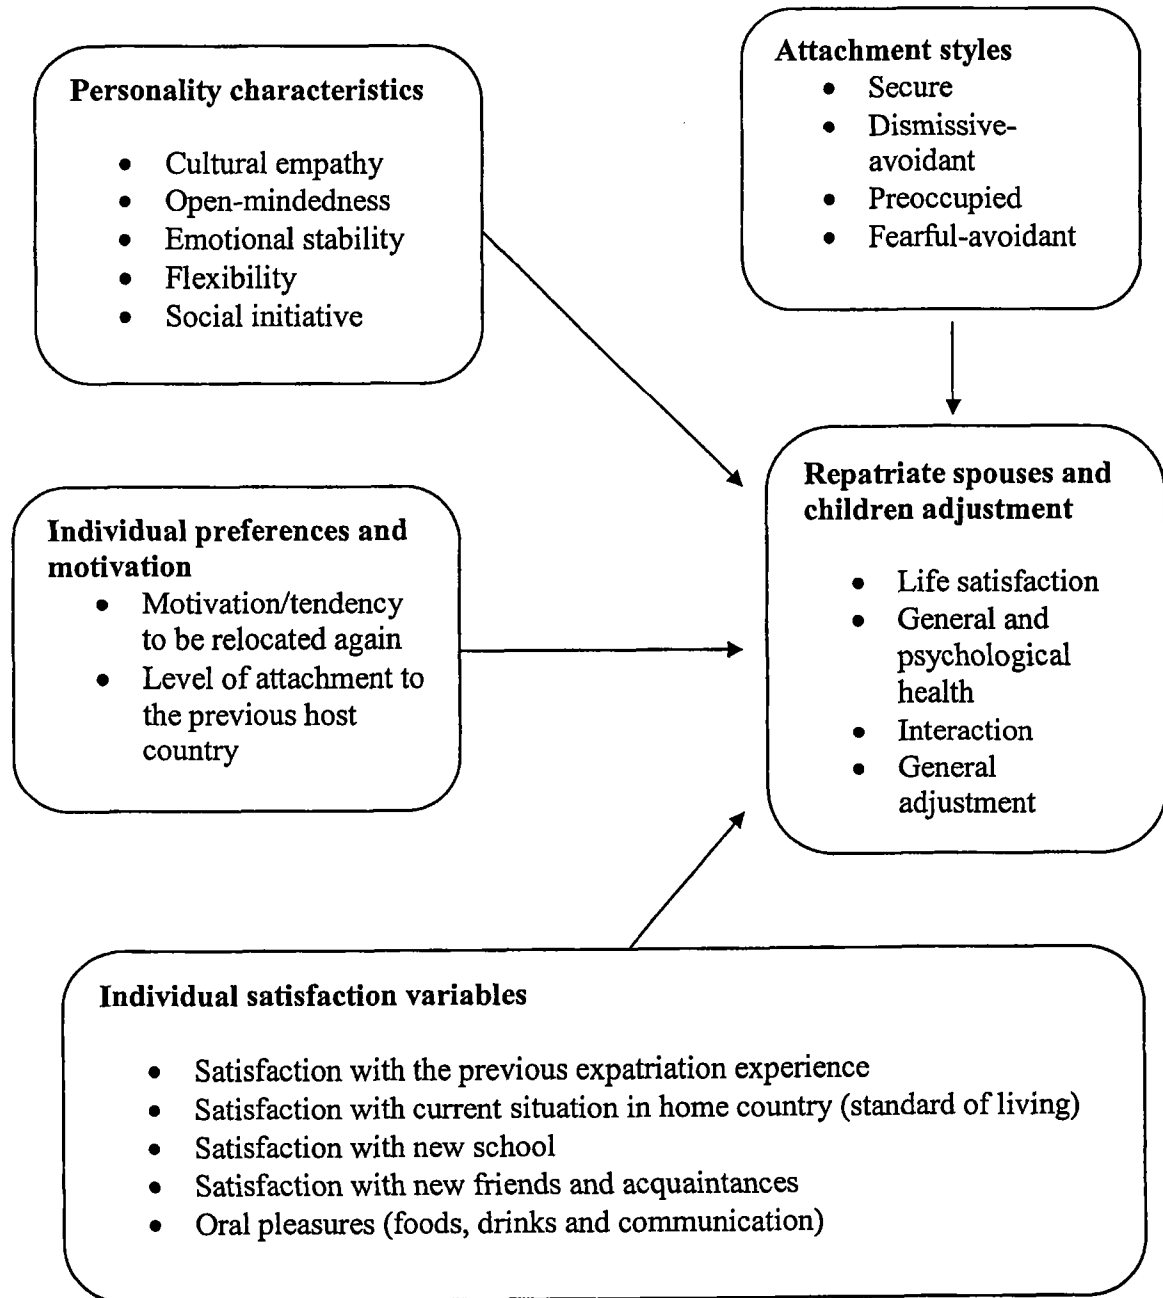 Personality characteristics
• Cultural empathy
• Open-mindedness
• Emotional stability
• Flexibility
• Social initiative
Attachment styles
• Secure
• Dismissive-
avoidant
• Preoccupied
• Fearful-avoidant
Individual preferences and
motivation
• Motivation/tendency
to be relocated again
• Level of attachment to
the previous host
country
Repatriate spouses and
children adjustment
• Life satisfaction
• General and
psychological
health
• Interaction
• General
adjustment
Individual satisfaction variables
• Satisfaction with the previous expatriation experience
• Satisfaction with current situation in home country (standard of living)
• Satisfaction with new school
• Satisfaction with new friends and acquaintances
• Oral pleasures (foods, drinks and communication)